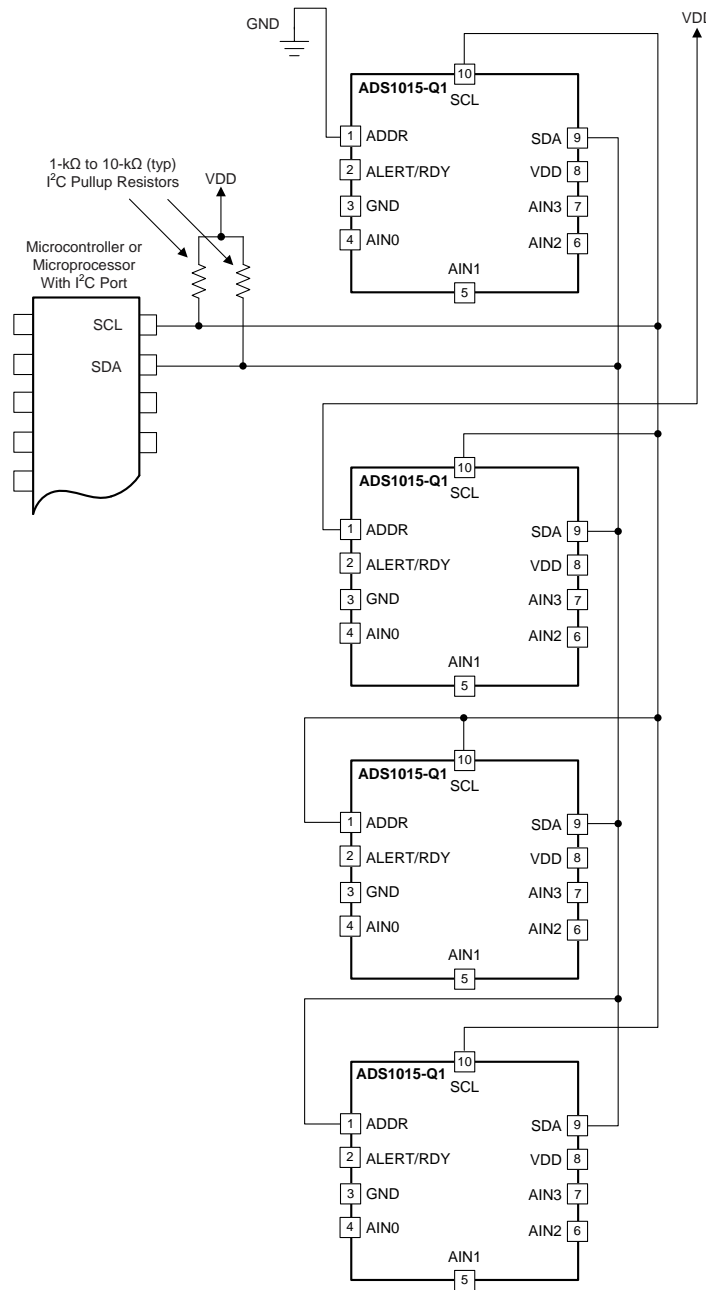 GND
VDD
10
ADS1015-Q1
SCL
1 ADDR
SDA 9
2 ALERT/RDY
VDD 8
3 GND
AIN3 7
4 AIN0
AIN2 6
AIN1
5
1-kΩ to 10-kΩ (typ)
I²C Pullup Resistors
VDD
Microcontroller or
Microprocessor
With I²C Port
SCL
SDA
10
ADS1015-Q1
SCL
1 ADDR
SDA 9
2 ALERT/RDY
VDD 8
3 GND
AIN3 7
4 AIN0
AIN2 6
AIN1
5
10
ADS1015-Q1
SCL
1 ADDR
SDA 9
2 ALERT/RDY
VDD 8
3 GND
AIN3 7
4 AIN0
AIN2 6
AIN1
5
10
ADS1015-Q1
SCL
1 ADDR
SDA 9
2 ALERT/RDY
VDD 8
3 GND
AIN3 7
4 AIN0
AIN2 6
AIN1
5